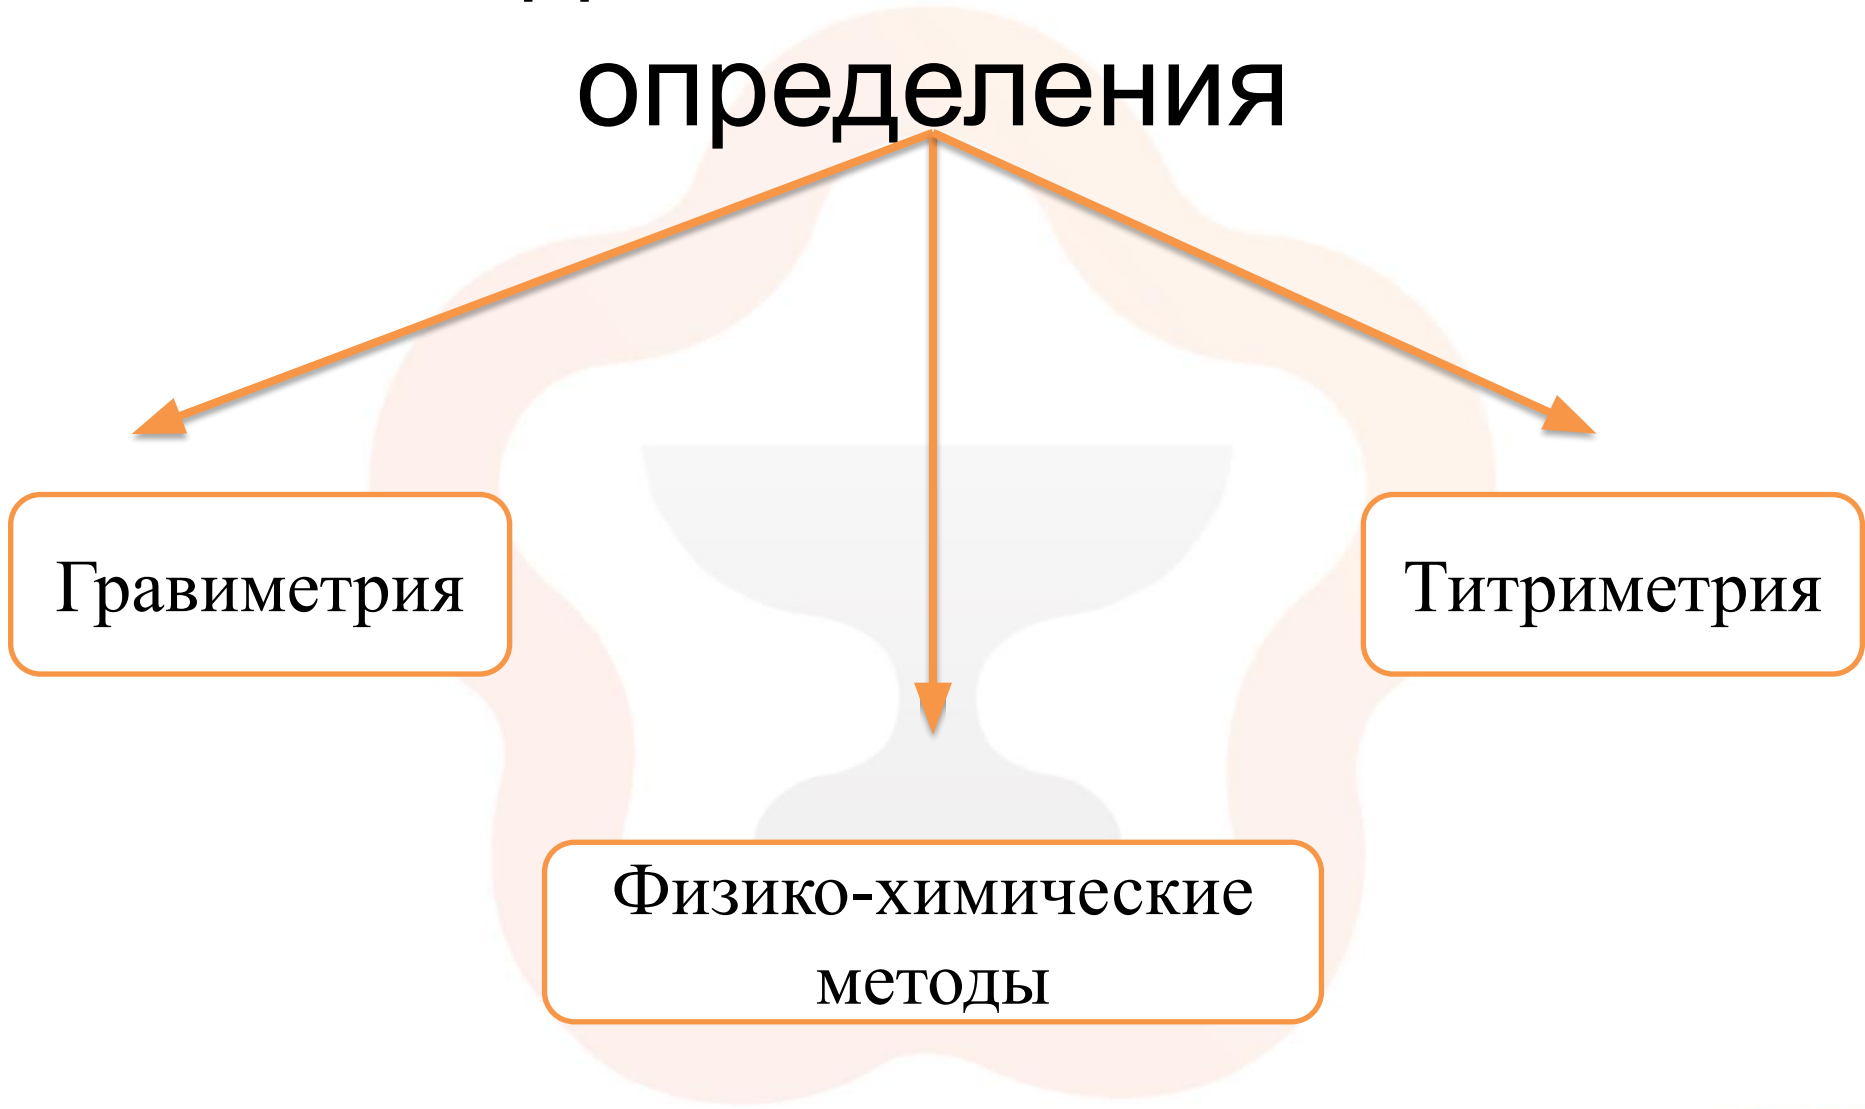 определения
Гравиметрия
Титриметрия
Физико-химические
методы